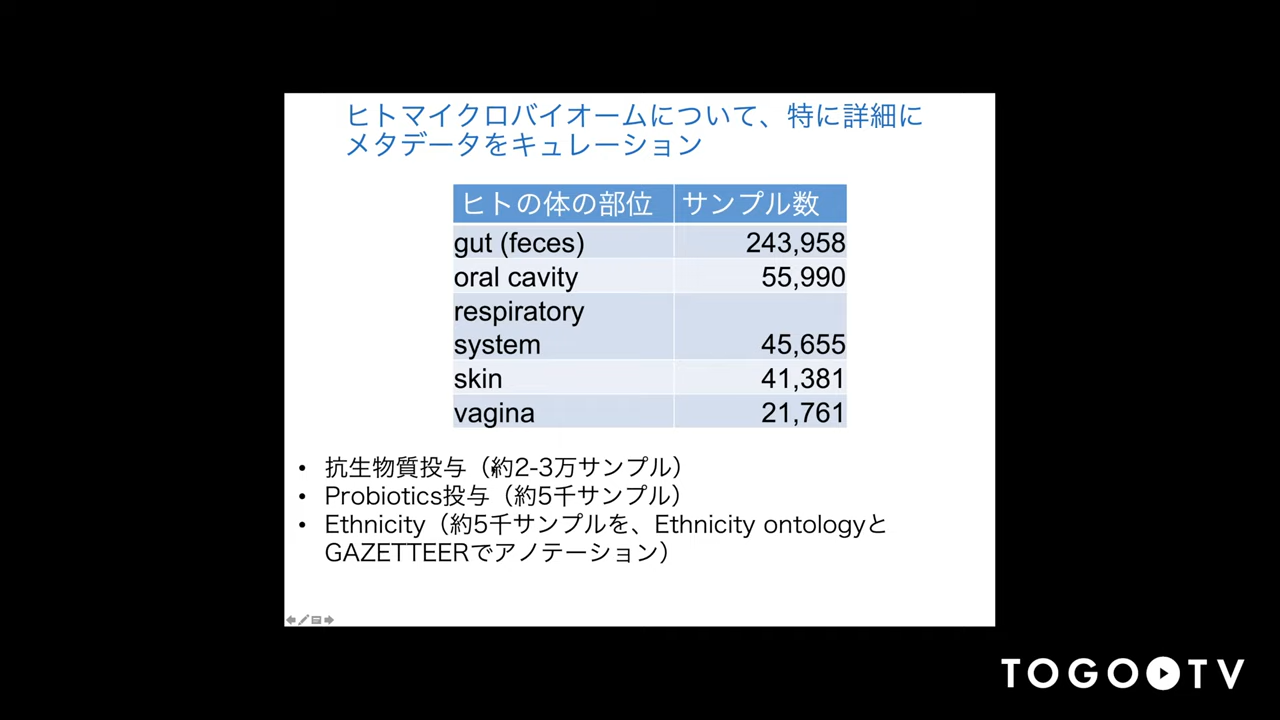 ヒトマイクロバイオームについて、特に詳細に
メタデータをキュレーション
ヒトの体の部位 サンプル数
gut (feces) 243,958
oral cavity 55,990
respiratory
system 45,655
skin 41,381
vagina 21,761
• 抗生物質投与（約2-3万サンプル）
• Probiotics投与（約5千サンプル）
• Ethnicity（約5千サンプルを、Ethnicity ontologyと
GAZETTEERでアノテーション）
TOGO TV